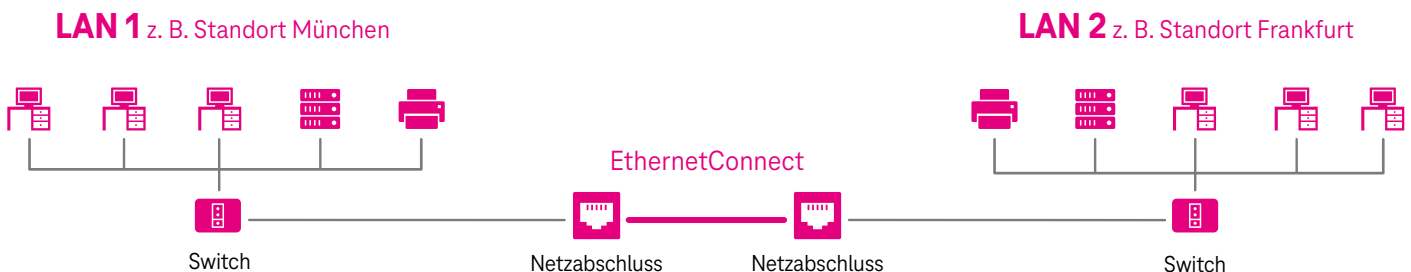 LAN 1 z. B. Standort München
LAN 2 z. B. Standort Frankfurt
EthernetConnect
Switch
Netzabschluss
Netzabschluss
Switch